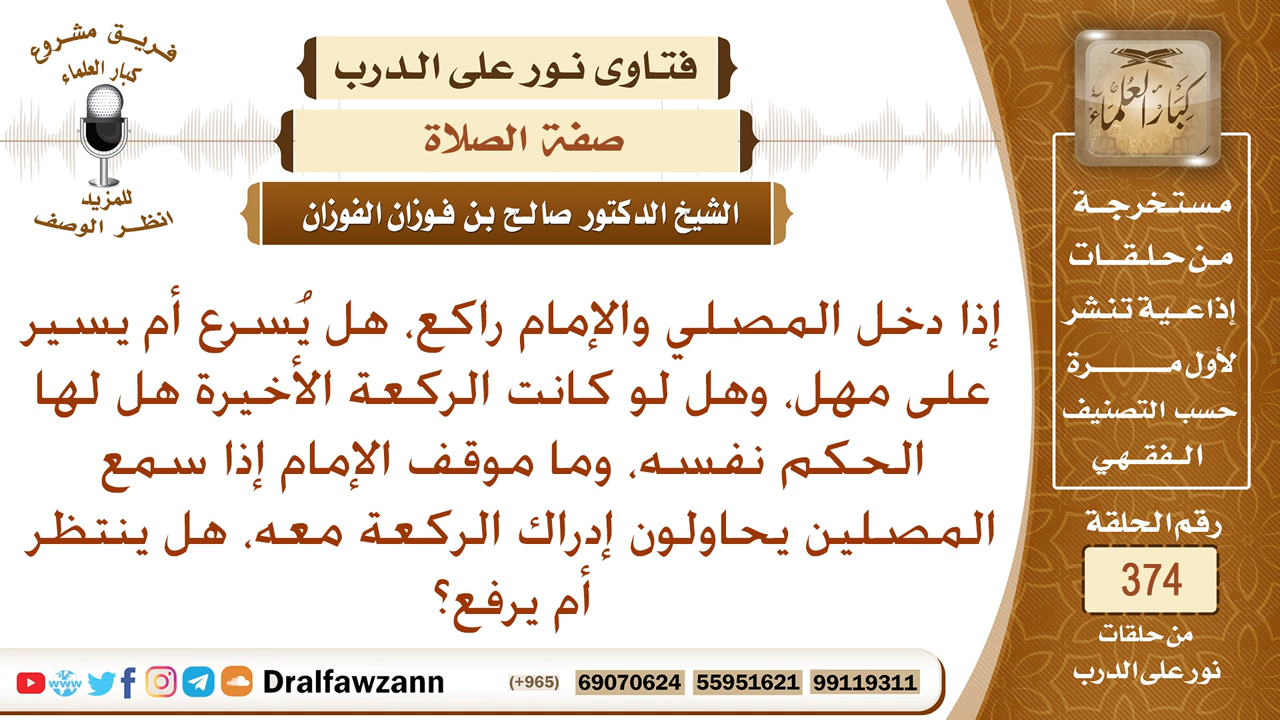 فريق مشروع
كبار العلماء
للمزيد
انظر الوصف
فتاوى نور على الدرب
صفة الصلاة
الشيخ الدكتور صالح بن فوزان الفوزان
إذا دخل المصلي والإمام راكع، هل يُسرع أم يسير
على مهل، وهل لو كانت الركعة الأخيرة هل لها
الحكم نفسه، وما موقف الإمام إذا سمع
المصلين يحاولون إدراك الركعة معه، هل ينتظر
أم يرفع؟
كبار العلماء
مستخرجة
من حلقات
إذاعية تنشر
لأول مرة
حسب التصنيف
الفقهي
رقم الحلقة
374
من حلقات
نور على الدرب
www Dralfawzann (+965) 69070624 55951621 99119311